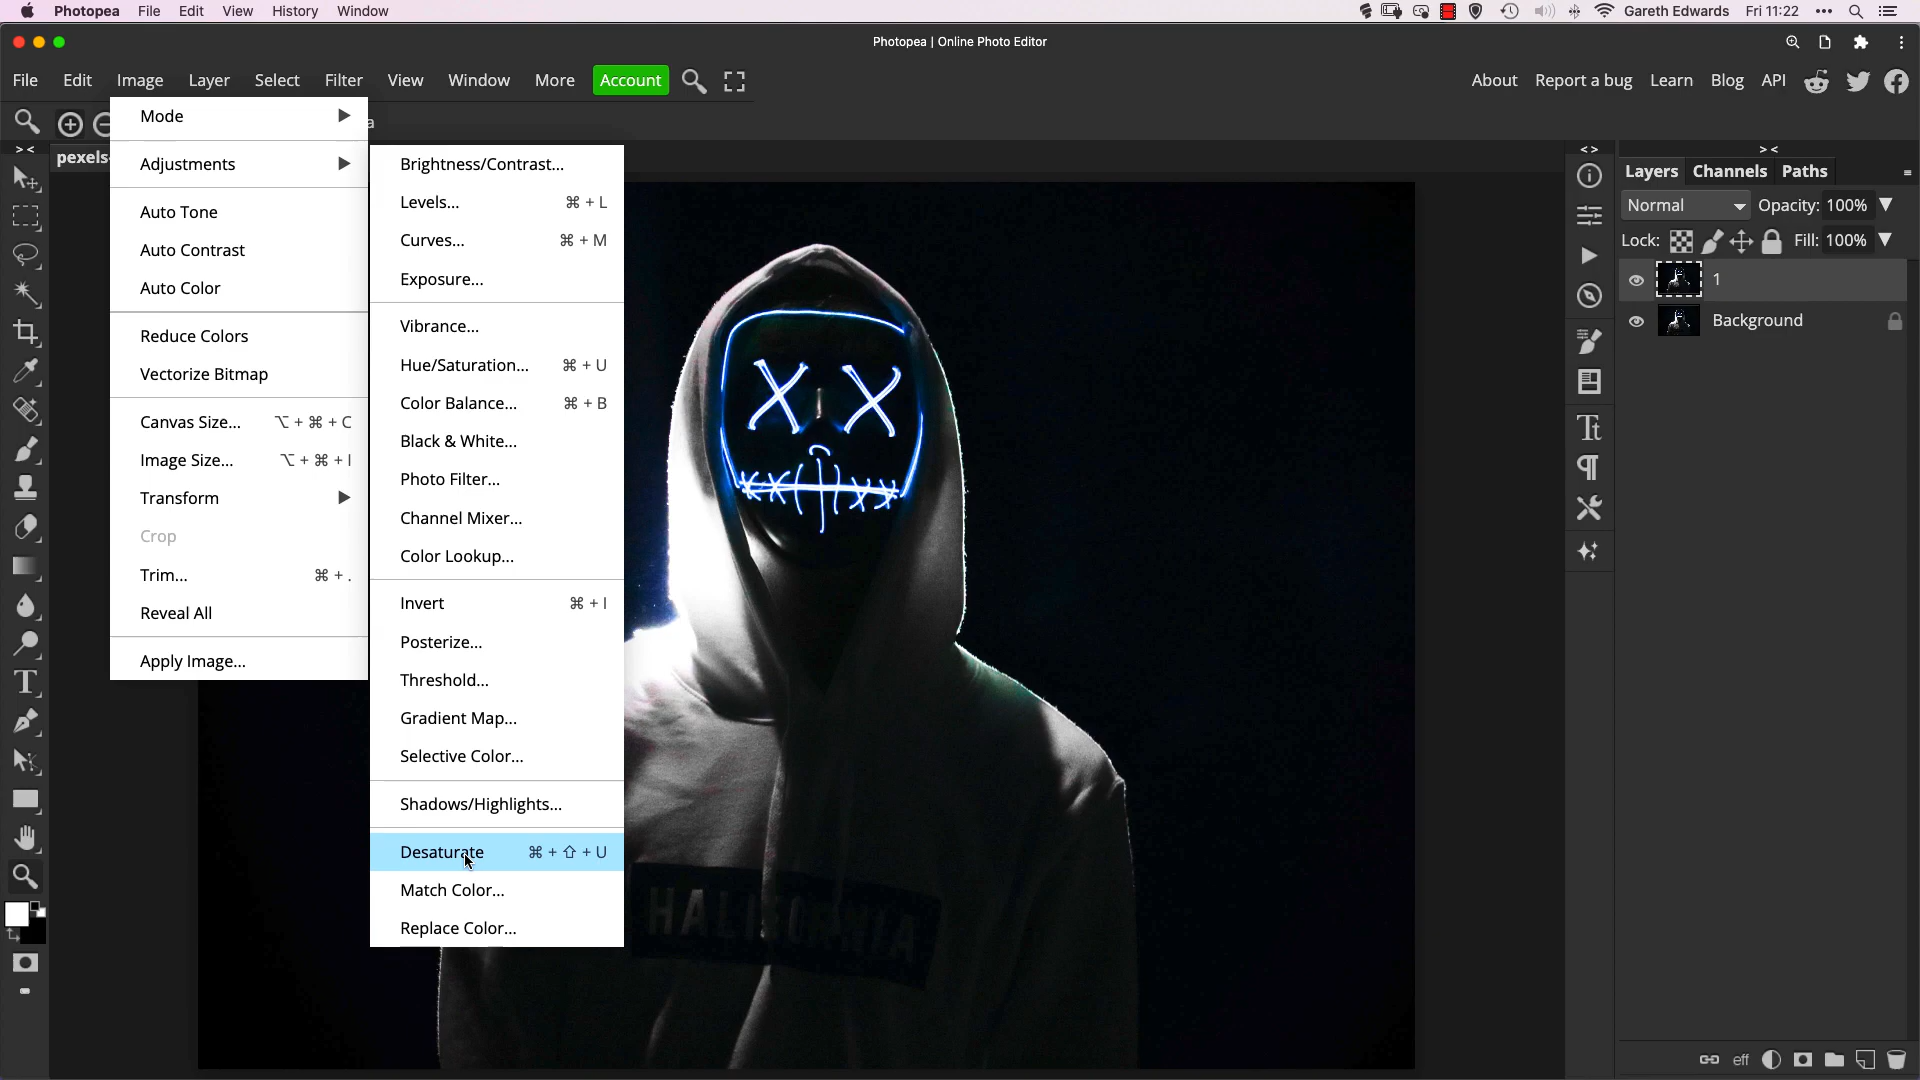 Photopea File Edit View History Window
Gareth Edwards Fri 11:22
Photopea | Online Photo Editor
File Edit Image Layer Select Filter View Window More Account
About Report a bug Learn Blog API
a
pexels-
Mode
Adjustments
Auto Tone
Auto Contrast
Auto Color
Reduce Colors
Vectorize Bitmap
Canvas Size... ⌥ + ⌘ + C
Image Size... ⌥ + ⌘ + I
Transform
Crop
Trim... ⌘ + .
Reveal All
Apply Image...
Brightness/Contrast...
Levels... ⌘ + L
Curves... ⌘ + M
Exposure...
Vibrance...
Hue/Saturation... ⌘ + U
Color Balance... ⌘ + B
Black & White...
Photo Filter...
Channel Mixer...
Color Lookup...
Invert ⌘ + I
Posterize...
Threshold...
Gradient Map...
Selective Color...
Shadows/Highlights...
Desaturate ⌘ + ⇧ + U
Match Color...
Replace Color...
Layers Channels Paths
Normal Opacity: 100%
Lock: Fill: 100%
1
Background
eff